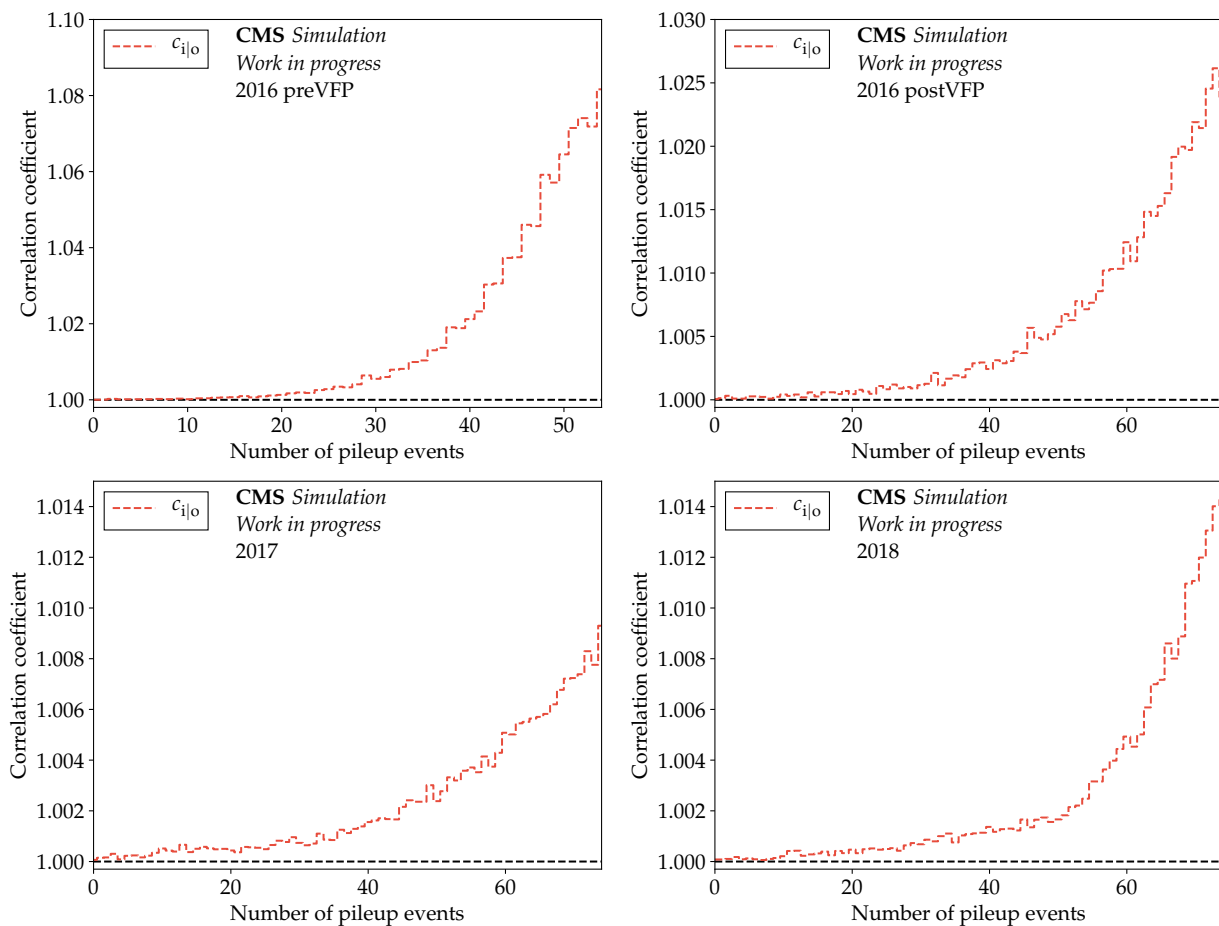 c_i|o
CMS Simulation
Work in progress
2016 preVFP
1.10
1.08
1.06
1.04
1.02
1.00
Correlation coefficient
0 10 20 30 40 50
Number of pileup events
c_i|o
CMS Simulation
Work in progress
2016 postVFP
1.030
1.025
1.020
1.015
1.010
1.005
1.000
Correlation coefficient
0 20 40 60
Number of pileup events
c_i|o
CMS Simulation
Work in progress
2017
1.014
1.012
1.010
1.008
1.006
1.004
1.002
1.000
Correlation coefficient
0 20 40 60
Number of pileup events
c_i|o
CMS Simulation
Work in progress
2018
1.014
1.012
1.010
1.008
1.006
1.004
1.002
1.000
Correlation coefficient
0 20 40 60
Number of pileup events